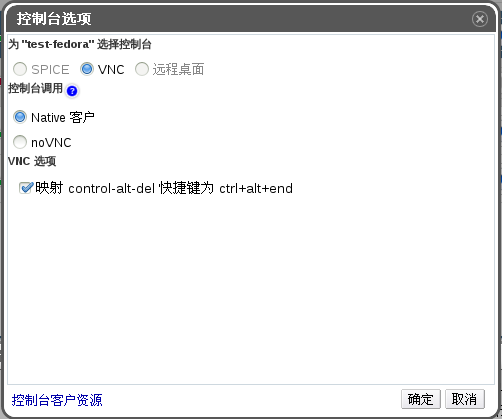 控制台选项
为 "test-fedora" 选择控制台
SPICE VNC 远程桌面
控制台调用 ?
Native 客户
noVNC
VNC 选项
映射 control-alt-del 快捷键为 ctrl+alt+end
控制台客户资源 确定 取消